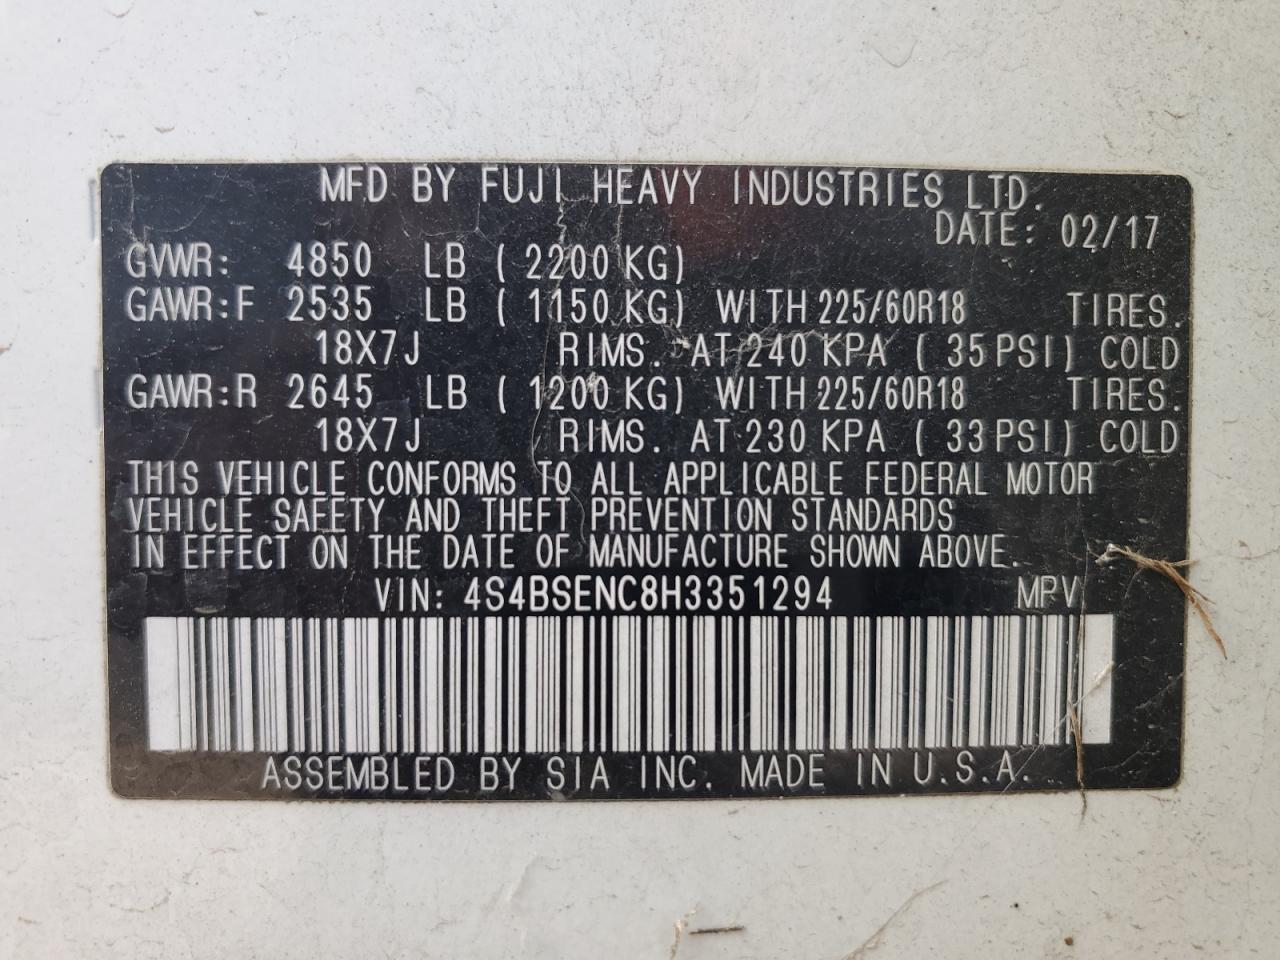 MFD BY FUJI HEAVY INDUSTRIES LTD.
DATE: 02/17
GVWR: 4850 LB (2200 KG)
GAWR:F 2535 LB (1150 KG) WITH 225/60R18 TIRES.
18X7J RIMS. AT 240 KPA (35 PSI) COLD
GAWR:R 2645 LB (1200 KG) WITH 225/60R18 TIRES.
18X7J RIMS. AT 230 KPA (33 PSI) COLD
THIS VEHICLE CONFORMS TO ALL APPLICABLE FEDERAL MOTOR
VEHICLE SAFETY AND THEFT PREVENTION STANDARDS
IN EFFECT ON THE DATE OF MANUFACTURE SHOWN ABOVE.
VIN: 4S4BSENC8H3351294 MPV
ASSEMBLED BY SIA INC. MADE IN U.S.A.